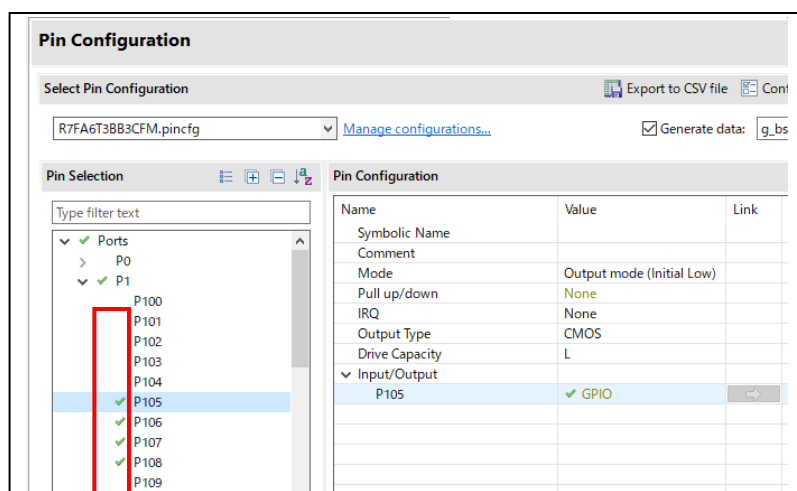 Pin Configuration
Select Pin Configuration
Export to CSV file
Conf
R7FA6T3BB3CFM.pincfg
Manage configurations...
Generate data:
g_bs
Pin Selection
Pin Configuration
Type filter text
Name Value Link
Symbolic Name
Comment
Mode Output mode (Initial Low)
Pull up/down None
IRQ None
Output Type CMOS
Drive Capacity L
Input/Output
P105 GPIO
Ports
P0
P1
P100
P101
P102
P103
P104
P105
P106
P107
P108
P109